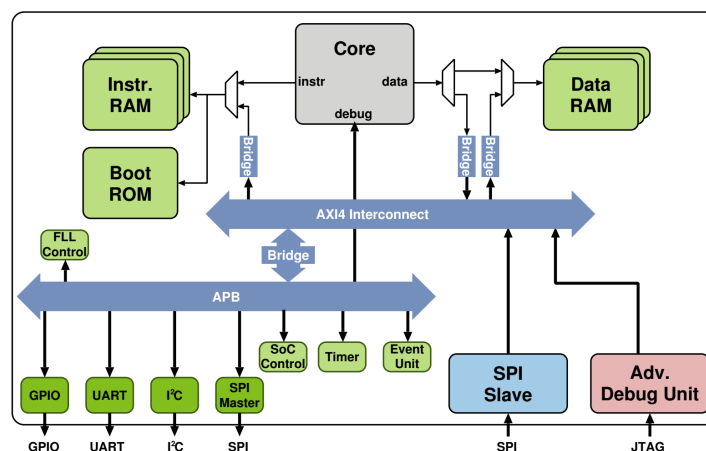 Core
instr
data
debug
Instr.
RAM
Data
RAM
Boot
ROM
Bridge
Bridge
Bridge
AXI4 Interconnect
FLL
Control
Bridge
APB
SoC
Control
Timer
Event
Unit
GPIO
UART
I²C
SPI
Master
SPI
Slave
Adv.
Debug Unit
GPIO
UART
I²C
SPI
SPI
JTAG